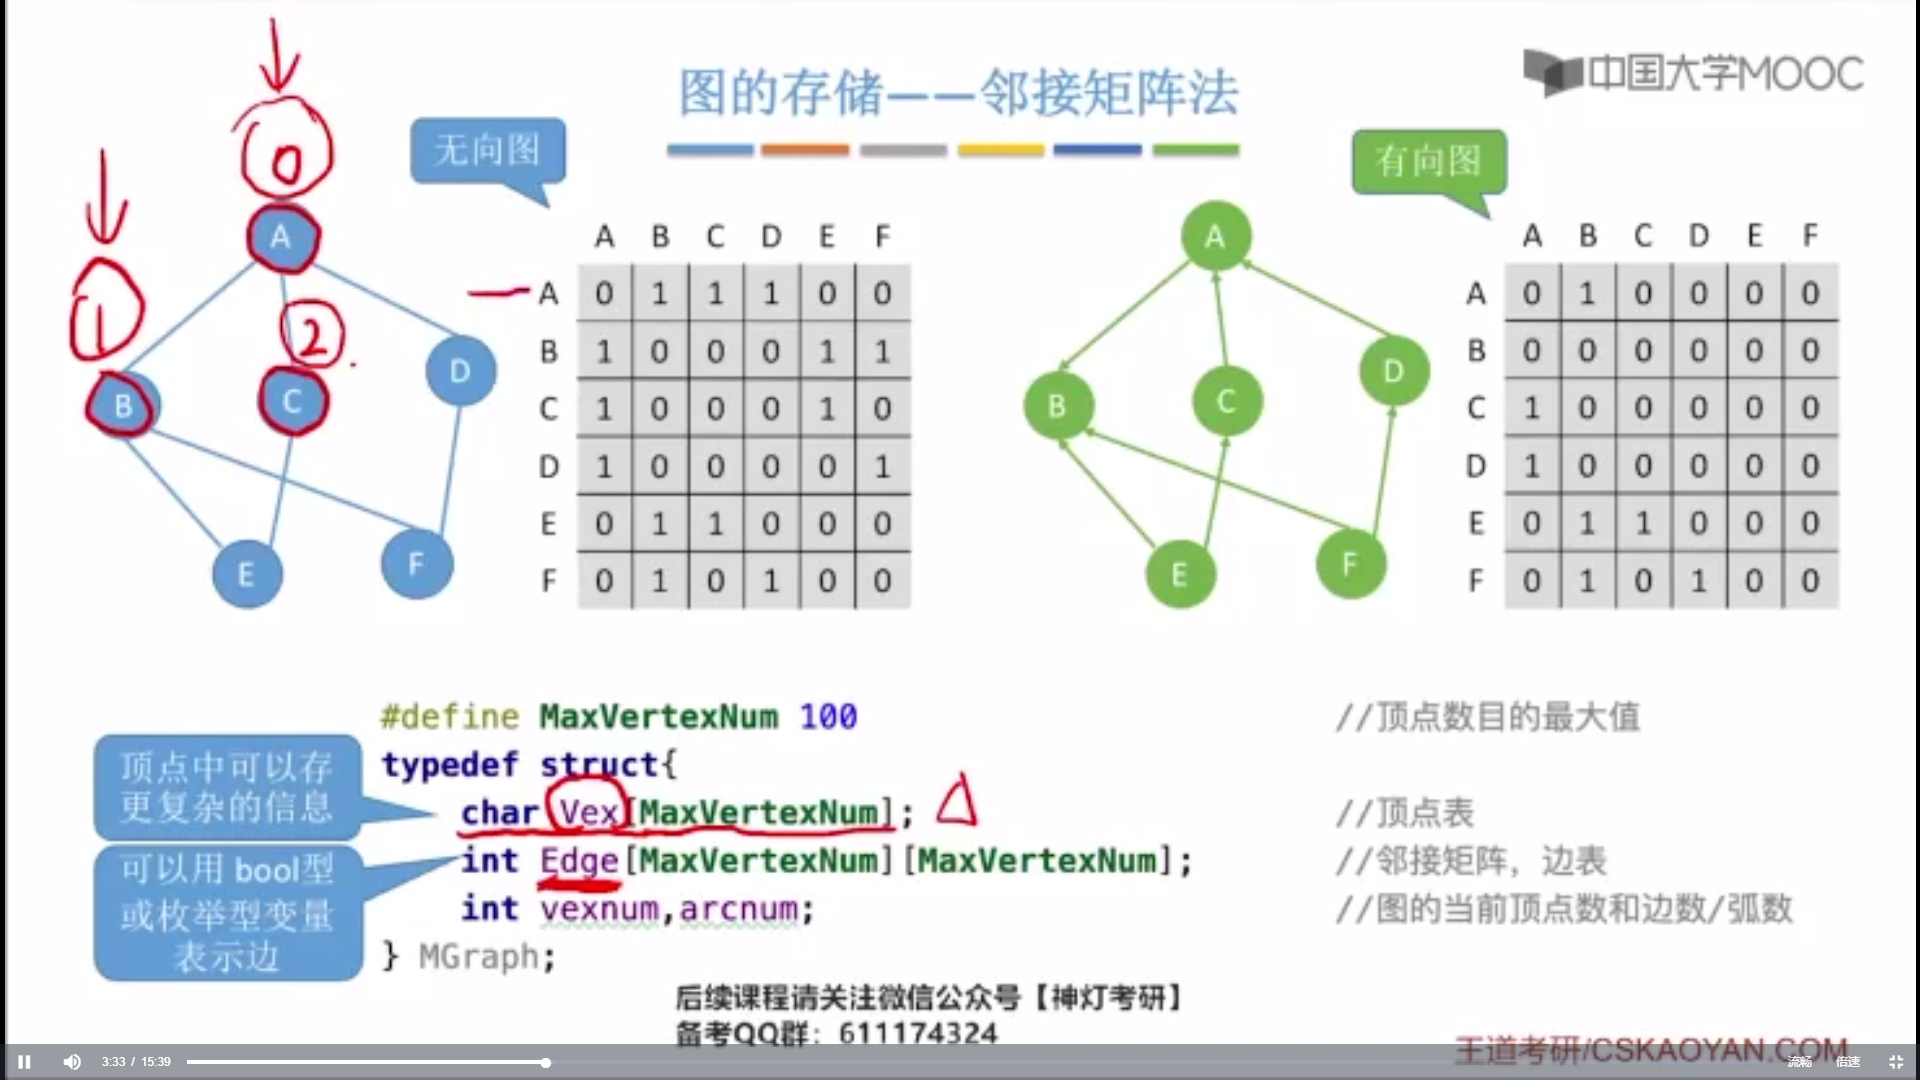 图的存储——邻接矩阵法
中国大学MOOC
无向图
有向图
0
1
2
A
B
C
D
E
F
A B C D E F
A 0 1 1 1 0 0
B 1 0 0 0 1 1
C 1 0 0 0 1 0
D 1 0 0 0 0 1
E 0 1 1 0 0 0
F 0 1 0 1 0 0
A
B
C
D
E
F
A B C D E F
A 0 1 0 0 0 0
B 0 0 0 0 0 0
C 1 0 0 0 0 0
D 1 0 0 0 0 0
E 0 1 1 0 0 0
F 0 1 0 1 0 0
顶点中可以存
更复杂的信息
可以用 bool型
或枚举型变量
表示边
#define MaxVertexNum 100 //顶点数目的最大值
typedef struct{
char Vex[MaxVertexNum]; //顶点表
int Edge[MaxVertexNum][MaxVertexNum]; //邻接矩阵，边表
int vexnum,arcnum; //图的当前顶点数和边数/弧数
} MGraph;
后续课程请关注微信公众号【神灯考研】
备考QQ群：611174324
王道考研/CSKAOYAN.COM
3:33 / 15:39
流畅 倍速